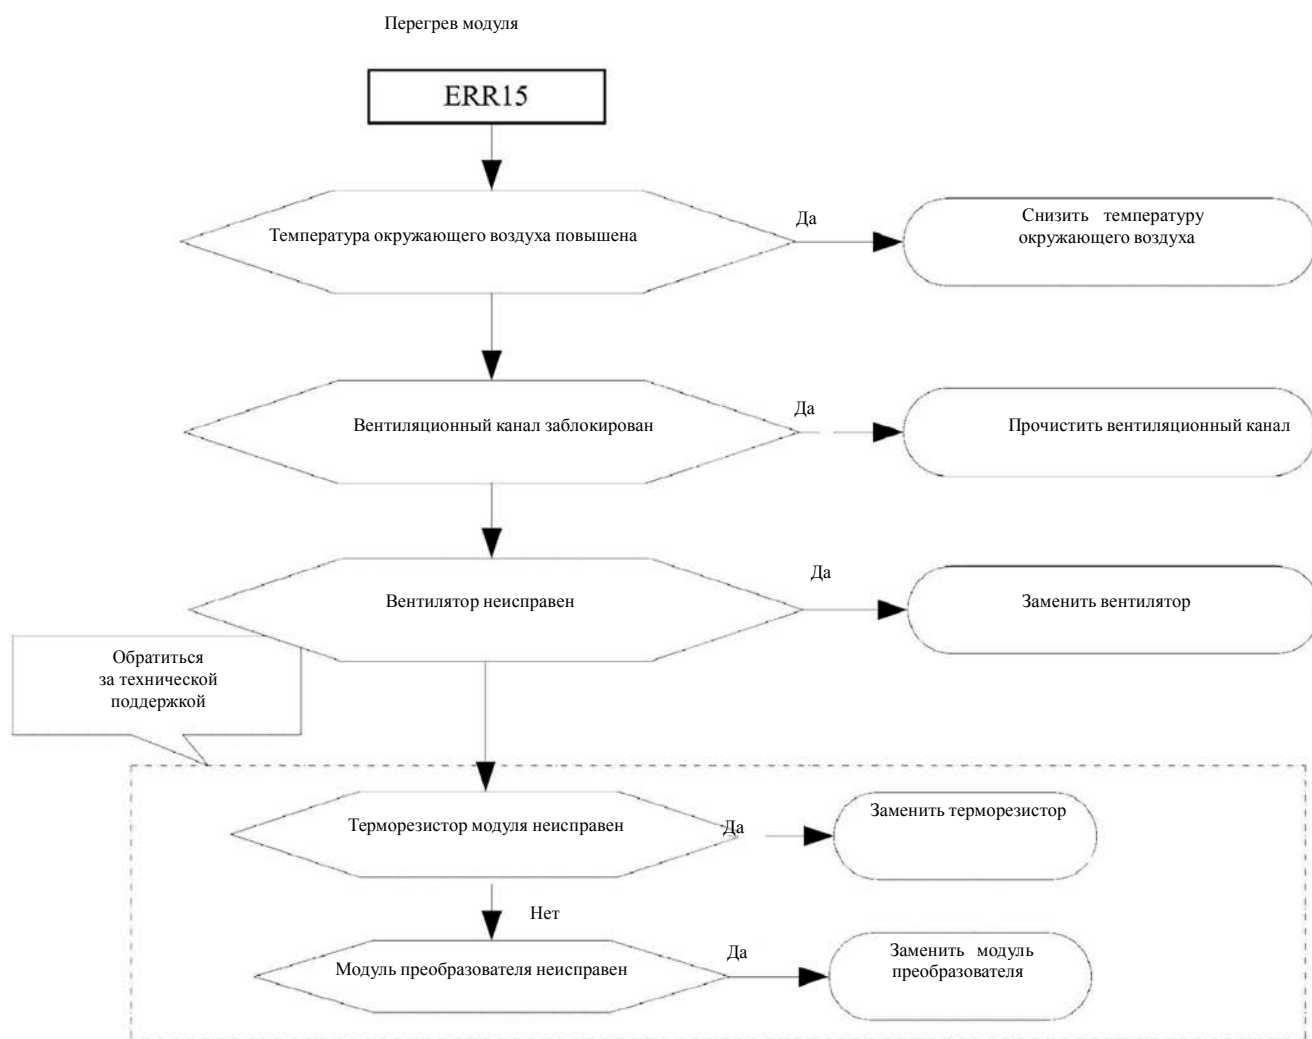 Перегрев модуля
ERR15
Температура окружающего воздуха повышена
Да
Снизить температуру
окружающего воздуха
Вентиляционный канал заблокирован
Да
Прочистить вентиляционный канал
Вентилятор неисправен
Да
Заменить вентилятор
Обратиться
за технической
поддержкой
Терморезистор модуля неисправен
Да
Заменить терморезистор
Нет
Модуль преобразователя неисправен
Да
Заменить модуль
преобразователя